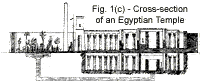 Fig. 1(c) - Cross-section
of an Egyptian Temple